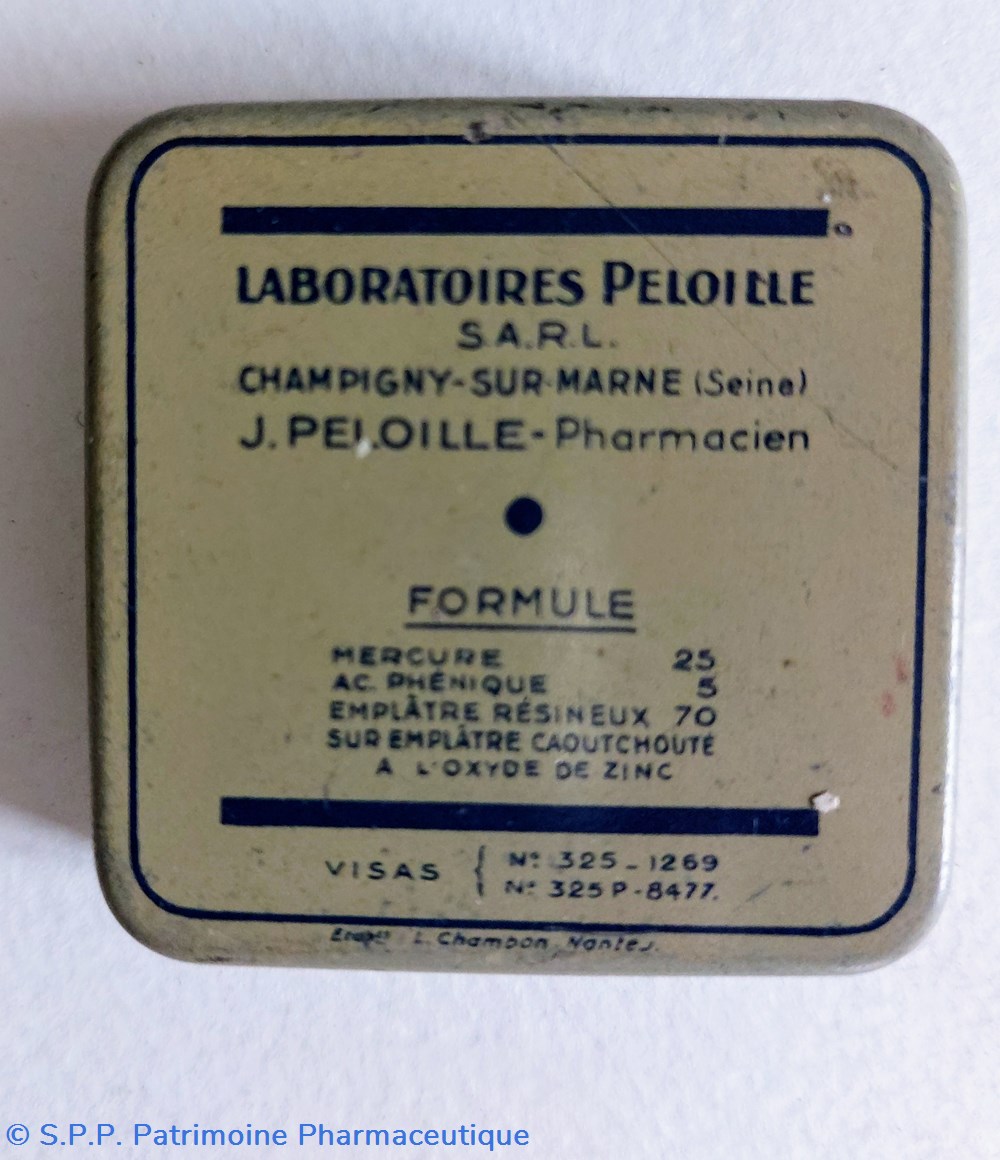 LABORATOIRES PELOILLE
S.A.R.L.
CHAMPIGNY-SUR-MARNE (Seine)
J. PELOILLE - Pharmacien
FORMULE
MERCURE 25
AC. PHÉNIQUE 5
EMPLÂTRE RÉSINEUX 70
SUR EMPLÂTRE CAOUTCHOUTÉ
A L'OXYDE DE ZINC
VISAS { N° 325 - 1269
N° 325 P - 8477.
L. Chambon, Nantes.
© S.P.P. Patrimoine Pharmaceutique